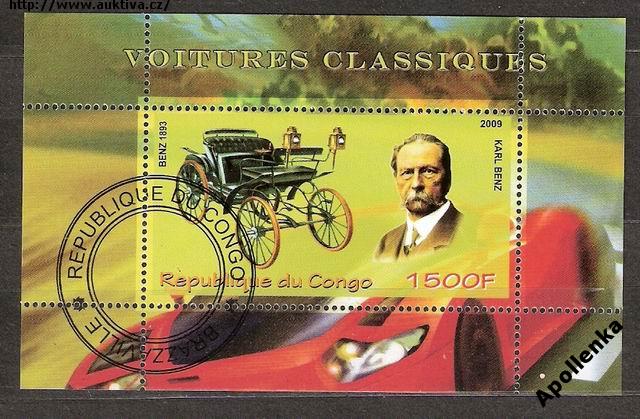 http://www.auktiva.cz/
VOITURES CLASSIQUES
BENZ 1893
2009
KARL BENZ
République du Congo
1500F
REPUBLIQUE DU CONGO
BRAZZAVILLE
Apollenka